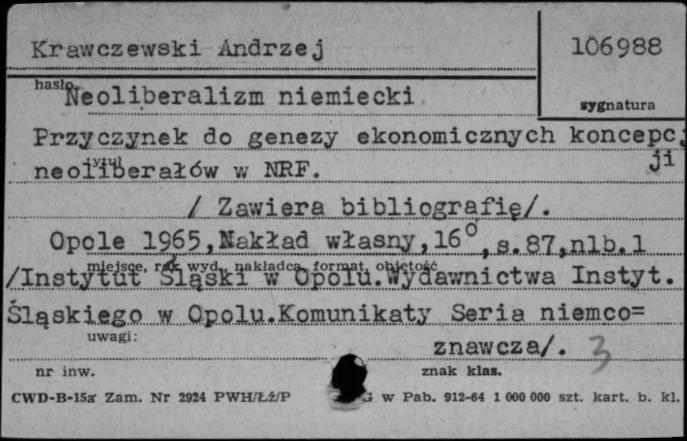 Krawczewski Andrzej
106988
hasło
Neoliberalizm niemiecki
sygnatura
Przyczynek do genezy ekonomicznych koncepc
ji
tytuł
neoliberałów w NRF.
/ Zawiera bibliografię/.
Opole 1965, Nakład własny, 16°, s.87, nlb.1
miejsce, rok wyd. nakładca, format, objętość
/Instytut Śląski w Opolu. Wydawnictwa Instyt.
Śląskiego w Opolu. Komunikaty Seria niemco=
uwagi:
znawcza/.
3
nr inw.
znak klas.
CWD-B-15a Zam. Nr 2924 PWH/Łż/P
G w Pab. 912-64 1 000 000 szt. kart. b. kl.